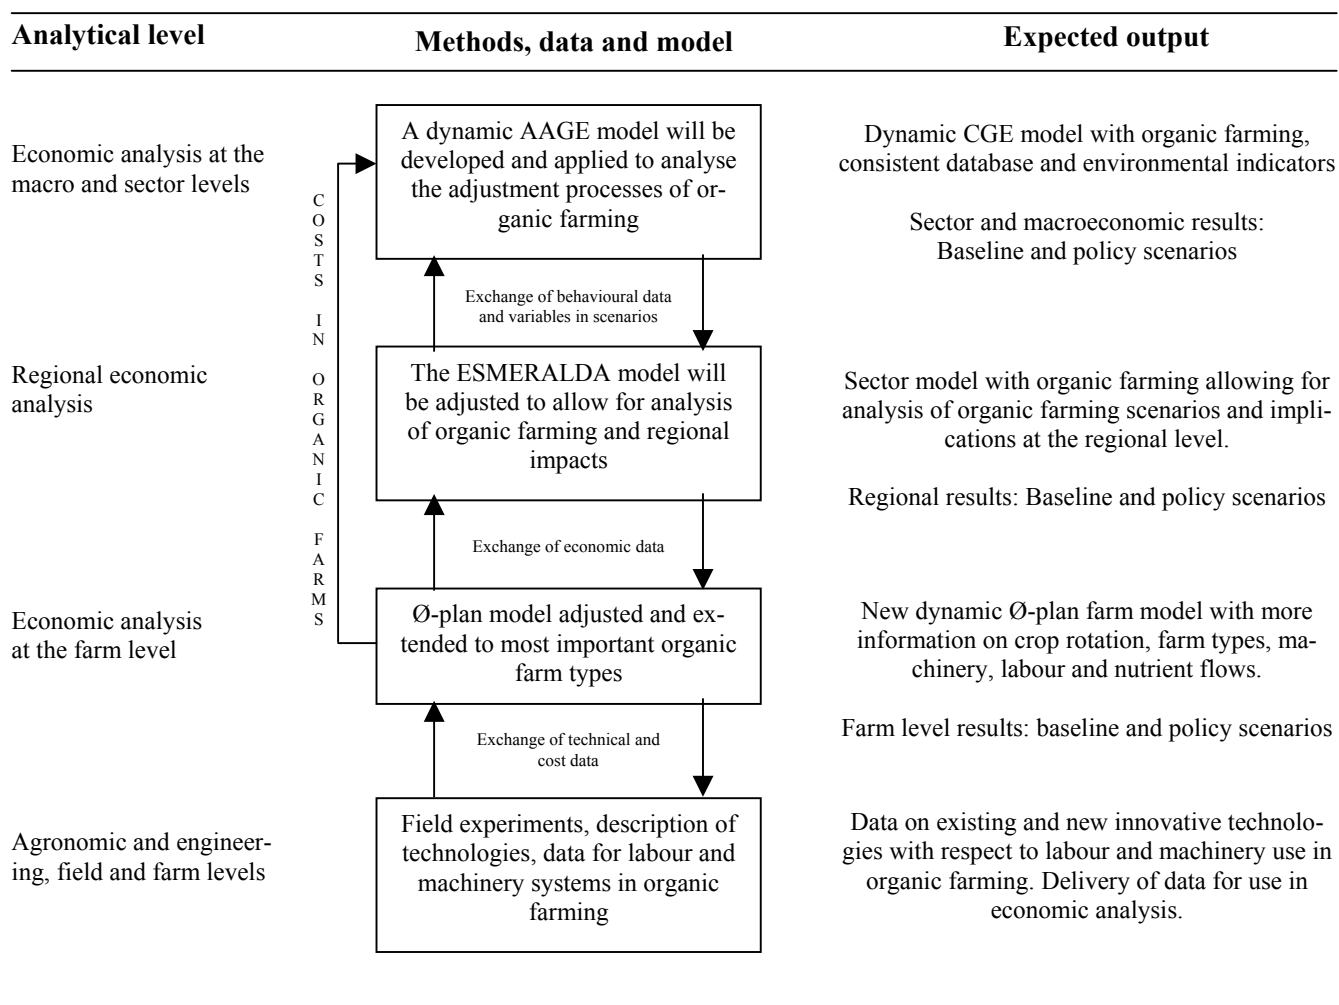 Analytical level
Methods, data and model
Expected output
Economic analysis at the
macro and sector levels
A dynamic AAGE model will be
developed and applied to analyse
the adjustment processes of or-
ganic farming
Dynamic CGE model with organic farming,
consistent database and environmental indicators
Sector and macroeconomic results:
Baseline and policy scenarios
COSTS IN ORGANIC FARMS
Exchange of behavioural data
and variables in scenarios
Regional economic
analysis
The ESMERALDA model will
be adjusted to allow for analysis
of organic farming and regional
impacts
Sector model with organic farming allowing for
analysis of organic farming scenarios and impli-
cations at the regional level.
Regional results: Baseline and policy scenarios
Exchange of economic data
Economic analysis
at the farm level
Ø-plan model adjusted and ex-
tended to most important organic
farm types
New dynamic Ø-plan farm model with more
information on crop rotation, farm types, ma-
chinery, labour and nutrient flows.
Farm level results: baseline and policy scenarios
Exchange of technical and
cost data
Agronomic and engineer-
ing, field and farm levels
Field experiments, description of
technologies, data for labour and
machinery systems in organic
farming
Data on existing and new innovative technolo-
gies with respect to labour and machinery use in
organic farming. Delivery of data for use in
economic analysis.